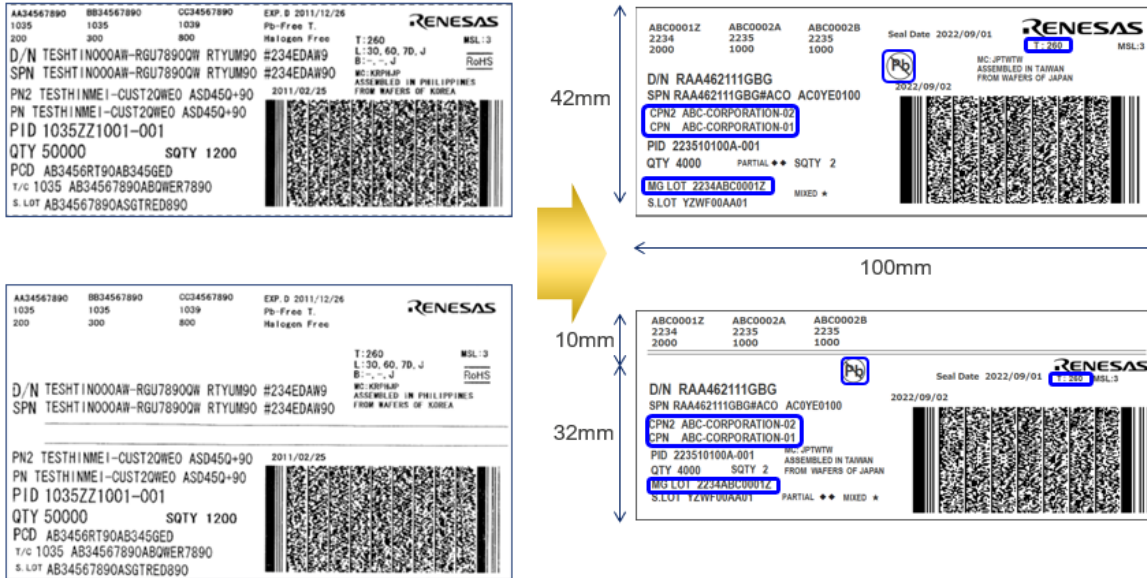 AA34567890 BB34567890 CC34567890 EXP.D 2011/12/26 RENESAS
1035 1035 1039 Pb-Free T.
200 300 800 Halogen Free T:260 MSL:3
D/N TESHTIN000AW-RGU7890QW RTYUM90 #234EDAW9 L:30, 60, 7D, J RoHS
B:-, -, J
SPN TESHTIN000AW-RGU7890QW RTYUM90 #234EDAW90 MC:KRPHJP
ASSEMBLED IN PHILIPPINES
PN2 TESTHINMEI-CUST2QWE0 ASD45Q+90 2011/02/25 FROM WAFERS OF KOREA
PN TESTHINMEI-CUST2QWE0 ASD45Q+90
PID 1035ZZ1001-001
QTY 50000 SQTY 1200
PCD AB3456RT90AB345GED
T/C 1035 AB34567890ABQWER7890
S. LOT AB34567890ASGTRED890
ABC0001Z ABC0002A ABC0002B Seal Date 2022/09/01 RENESAS
2234 2235 2235 T : 260 MSL:3
2000 1000 1000
Pb MC:JPTWTW
ASSEMBLED IN TAIWAN
FROM WAFERS OF JAPAN
D/N RAA462111GBG 2022/09/02
SPN RAA462111GBG#ACO AC0YE0100
CPN2 ABC-CORPORATION-02
CPN ABC-CORPORATION-01
PID 223510100A-001
QTY 4000 PARTIAL ◆◆ SQTY 2
MG LOT 2234ABC0001Z MIXED *
S.LOT YZWF00AA01
42mm
100mm
AA34567890 BB34567890 CC34567890 EXP.D 2011/12/26 RENESAS
1035 1035 1039 Pb-Free T.
200 300 800 Halogen Free
T:260 MSL:3
L:30, 60, 7D, J
B:-, -, J RoHS
D/N TESHTIN000AW-RGU7890QW RTYUM90 #234EDAW9 MC:KRPHJP
ASSEMBLED IN PHILIPPINES
SPN TESHTIN000AW-RGU7890QW RTYUM90 #234EDAW90 FROM WAFERS OF KOREA
PN2 TESTHINMEI-CUST2QWE0 ASD45Q+90 2011/02/25
PN TESTHINMEI-CUST2QWE0 ASD45Q+90
PID 1035ZZ1001-001
QTY 50000 SQTY 1200
PCD AB3456RT90AB345GED
T/C 1035 AB34567890ABQWER7890
S. LOT AB34567890ASGTRED890
10mm
32mm
ABC0001Z ABC0002A ABC0002B
2234 2235 2235
2000 1000 1000
Pb RENESAS
Seal Date 2022/09/01 T : 260 MSL:3
D/N RAA462111GBG 2022/09/02
SPN RAA462111GBG#ACO AC0YE0100
CPN2 ABC-CORPORATION-02
CPN ABC-CORPORATION-01
PID 223510100A-001 MC: JPTWTW
ASSEMBLED IN TAIWAN
QTY 4000 SQTY 2 FROM WAFERS OF JAPAN
MG LOT 2234ABC0001Z
S.LOT YZWF00AA01 PARTIAL ◆◆ MIXED *